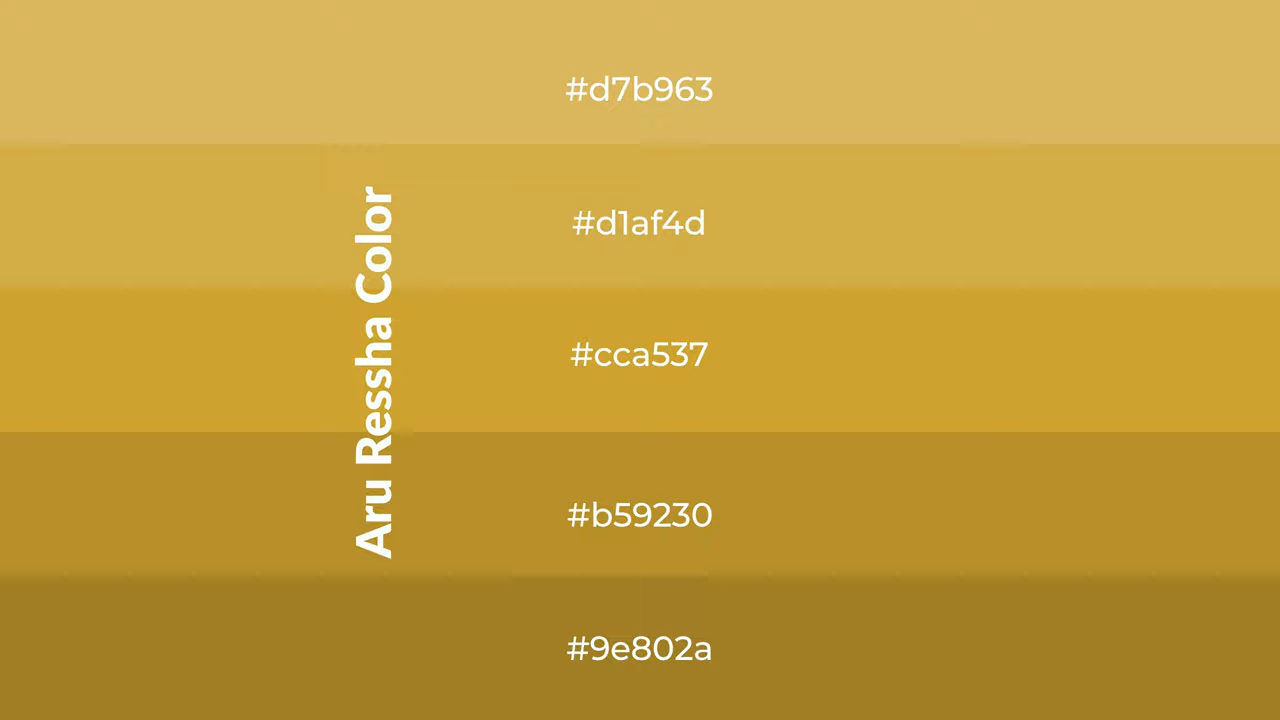 #d7b963
#d1af4d
Aru Ressha Color
#cca537
#b59230
#9e802a